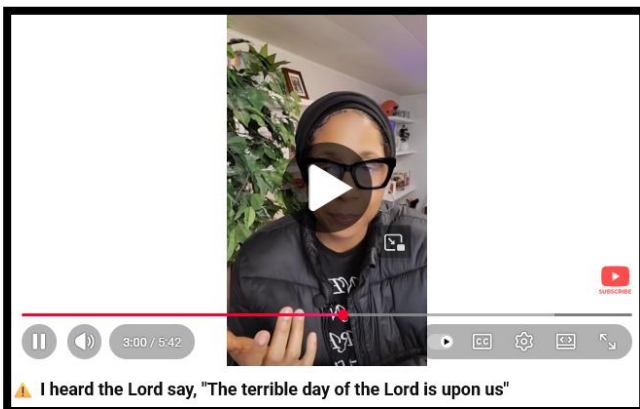 SUBSCRIBE
3:00 / 5:42
CC
I heard the Lord say, "The terrible day of the Lord is upon us"